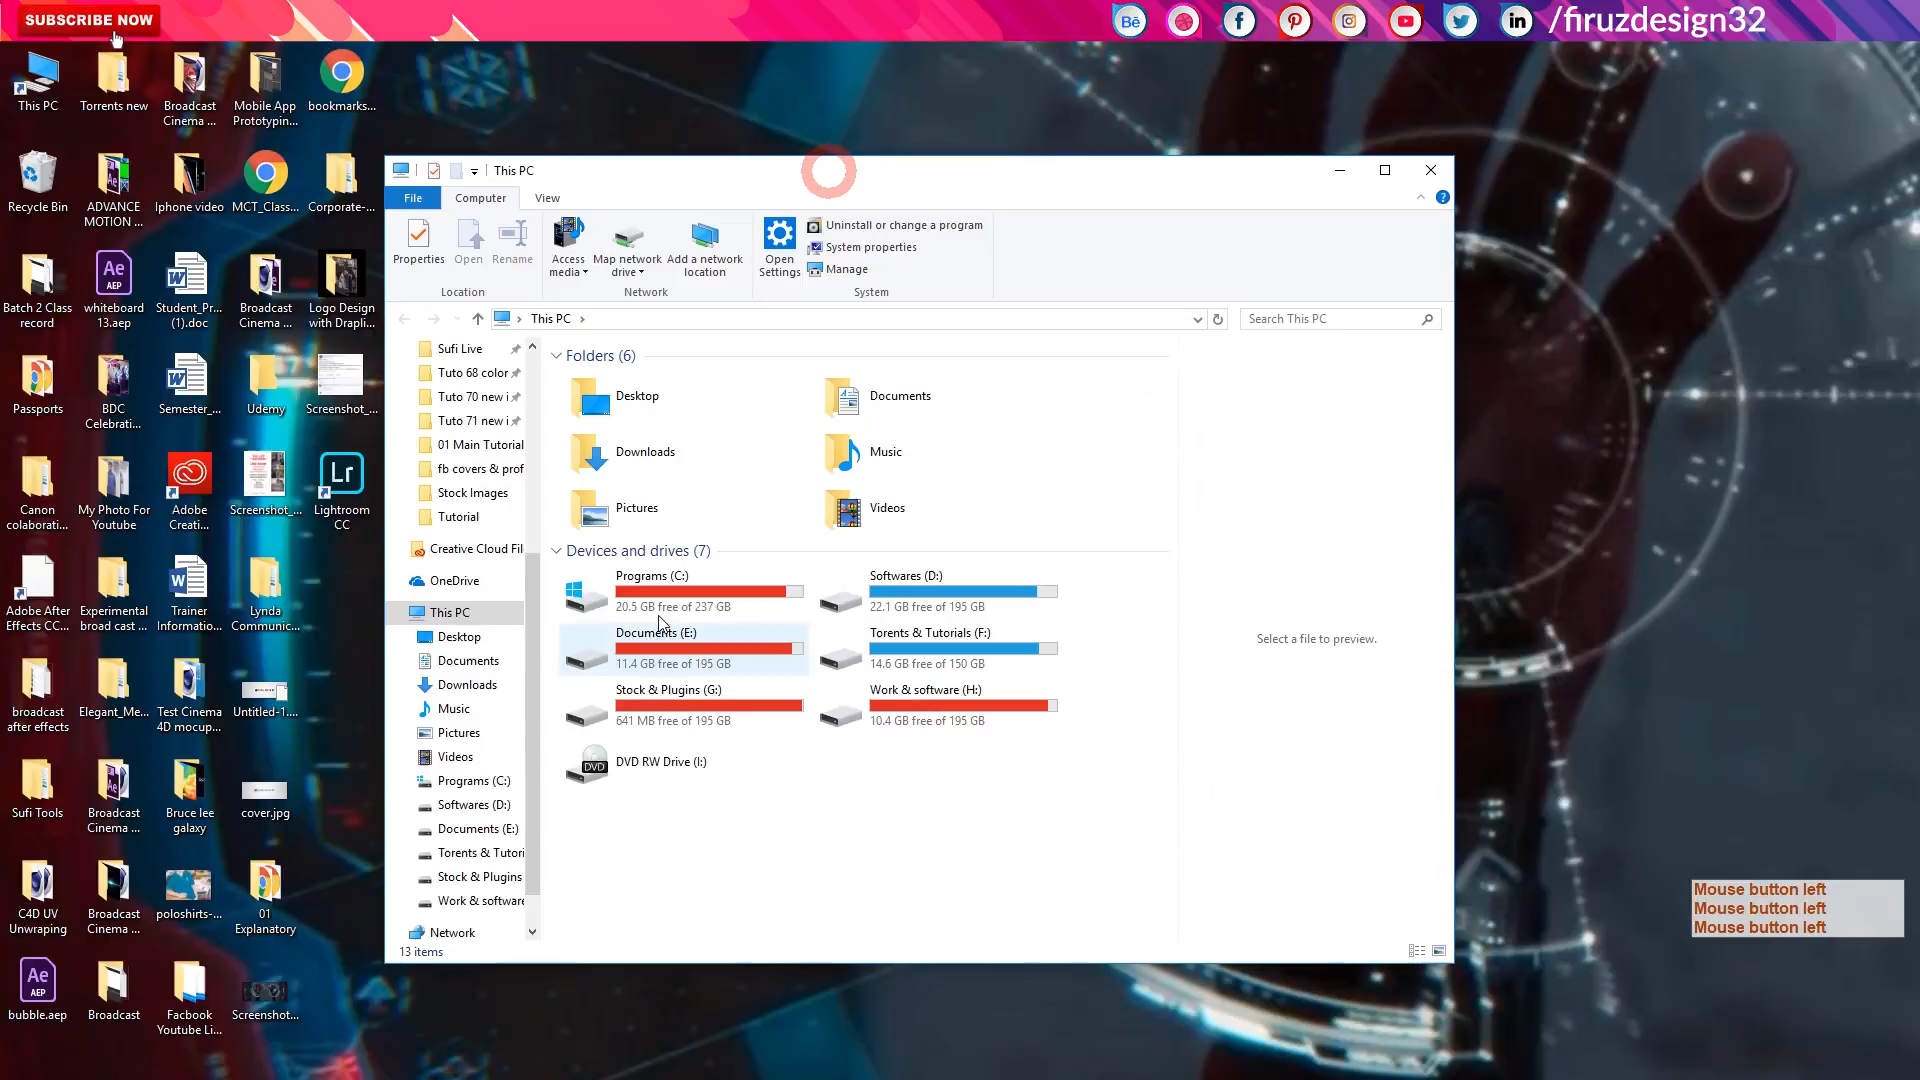 SUBSCRIBE NOW
Bē
/firuzdesign32
This PC
Torrents new
Broadcast
Cinema ...
Mobile App
Prototypin...
bookmarks...
Recycle Bin
ADVANCE
MOTION ...
Iphone video
MCT_Class...
Corporate-...
Batch 2 Class
record
Ae
AEP
whiteboard
13.aep
Student_Pr...
(1).doc
Broadcast
Cinema ...
Logo Design
with Drapli...
Passports
BDC
Celebrati...
Semester_...
Udemy
Screenshot_...
Canon
colaborati...
My Photo For
Youtube
Adobe
Creati...
Screenshot_...
Lr
Lightroom
CC
Adobe After
Effects CC...
Experimental
broad cast ...
Trainer
Informatio...
Lynda
Communic...
broadcast
after effects
Elegant_Me...
Test Cinema
4D mocup...
Untitled-1....
Sufi Tools
Broadcast
Cinema ...
Bruce lee
galaxy
cover.jpg
C4D UV
Unwraping
Broadcast
Cinema ...
poloshirts-...
01
Explanatory
Ae
AEP
bubble.aep
Broadcast
Facbook
Youtube Li...
Screenshot...
This PC
File
Computer
View
Properties
Open
Rename
Access
media
Map network
drive
Add a network
location
Open
Settings
Uninstall or change a program
System properties
Manage
Location
Network
System
This PC
Search This PC
Sufi Live
Tuto 68 color
Tuto 70 new i
Tuto 71 new i
01 Main Tutorial
fb covers & prof
Stock Images
Tutorial
Creative Cloud Fil
OneDrive
This PC
Desktop
Documents
Downloads
Music
Pictures
Videos
Programs (C:)
Softwares (D:)
Documents (E:)
Torents & Tutori
Stock & Plugins
Work & software
Network
13 items
Folders (6)
Desktop
Documents
Downloads
Music
Pictures
Videos
Devices and drives (7)
Programs (C:)
20.5 GB free of 237 GB
Softwares (D:)
22.1 GB free of 195 GB
Documents (E:)
11.4 GB free of 195 GB
Torents & Tutorials (F:)
14.6 GB free of 150 GB
Stock & Plugins (G:)
641 MB free of 195 GB
Work & software (H:)
10.4 GB free of 195 GB
DVD
DVD RW Drive (I:)
Select a file to preview.
Mouse button left
Mouse button left
Mouse button left